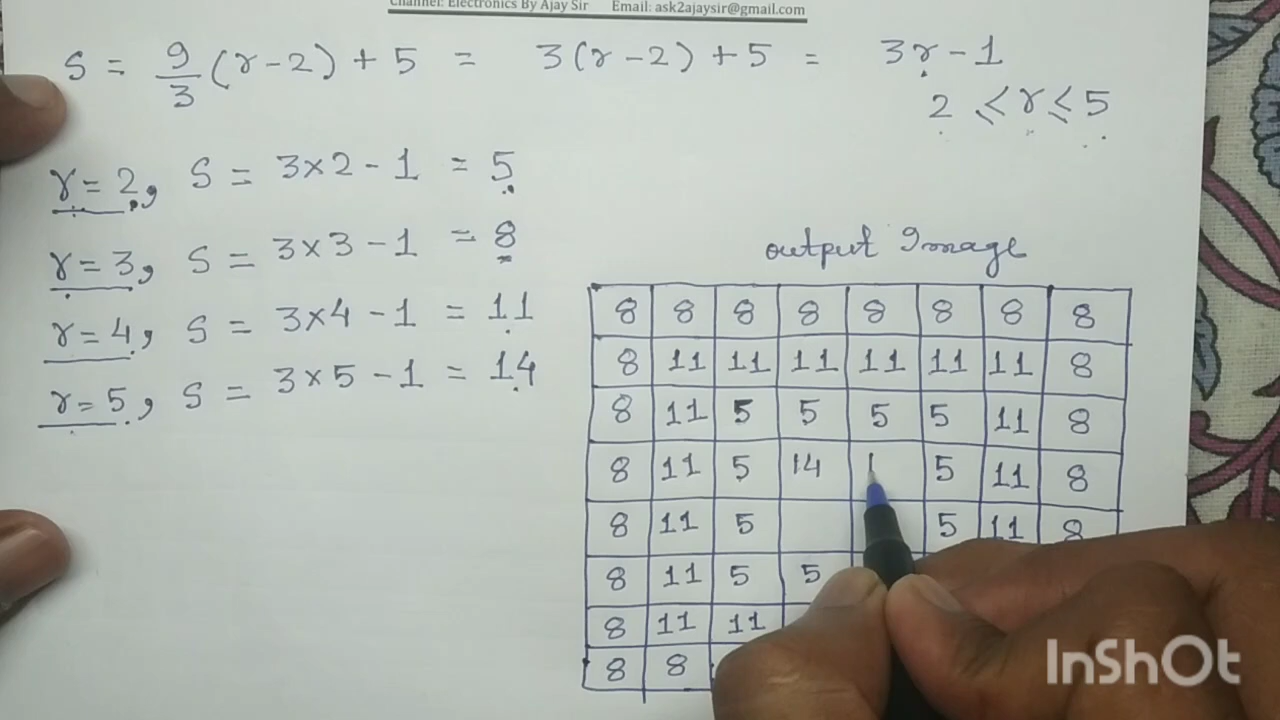 Channel: Electronics By Ajay Sir Email: ask2ajaysir@gmail.com
S = 9/3 (r-2) + 5 = 3(r-2) + 5 = 3r-1
2 ≤ r ≤ 5
r=2, S = 3×2-1 = 5
r=3, S = 3×3-1 = 8
r=4, S = 3×4-1 = 11
r=5, S = 3×5-1 = 14
output Image
8 8 8 8 8 8 8 8
8 11 11 11 11 11 11 8
8 11 5 5 5 5 11 8
8 11 5 14 1 5 11 8
8 11 5 5 11 8
8 11 5 5
8 11 11
8 8
InShOt